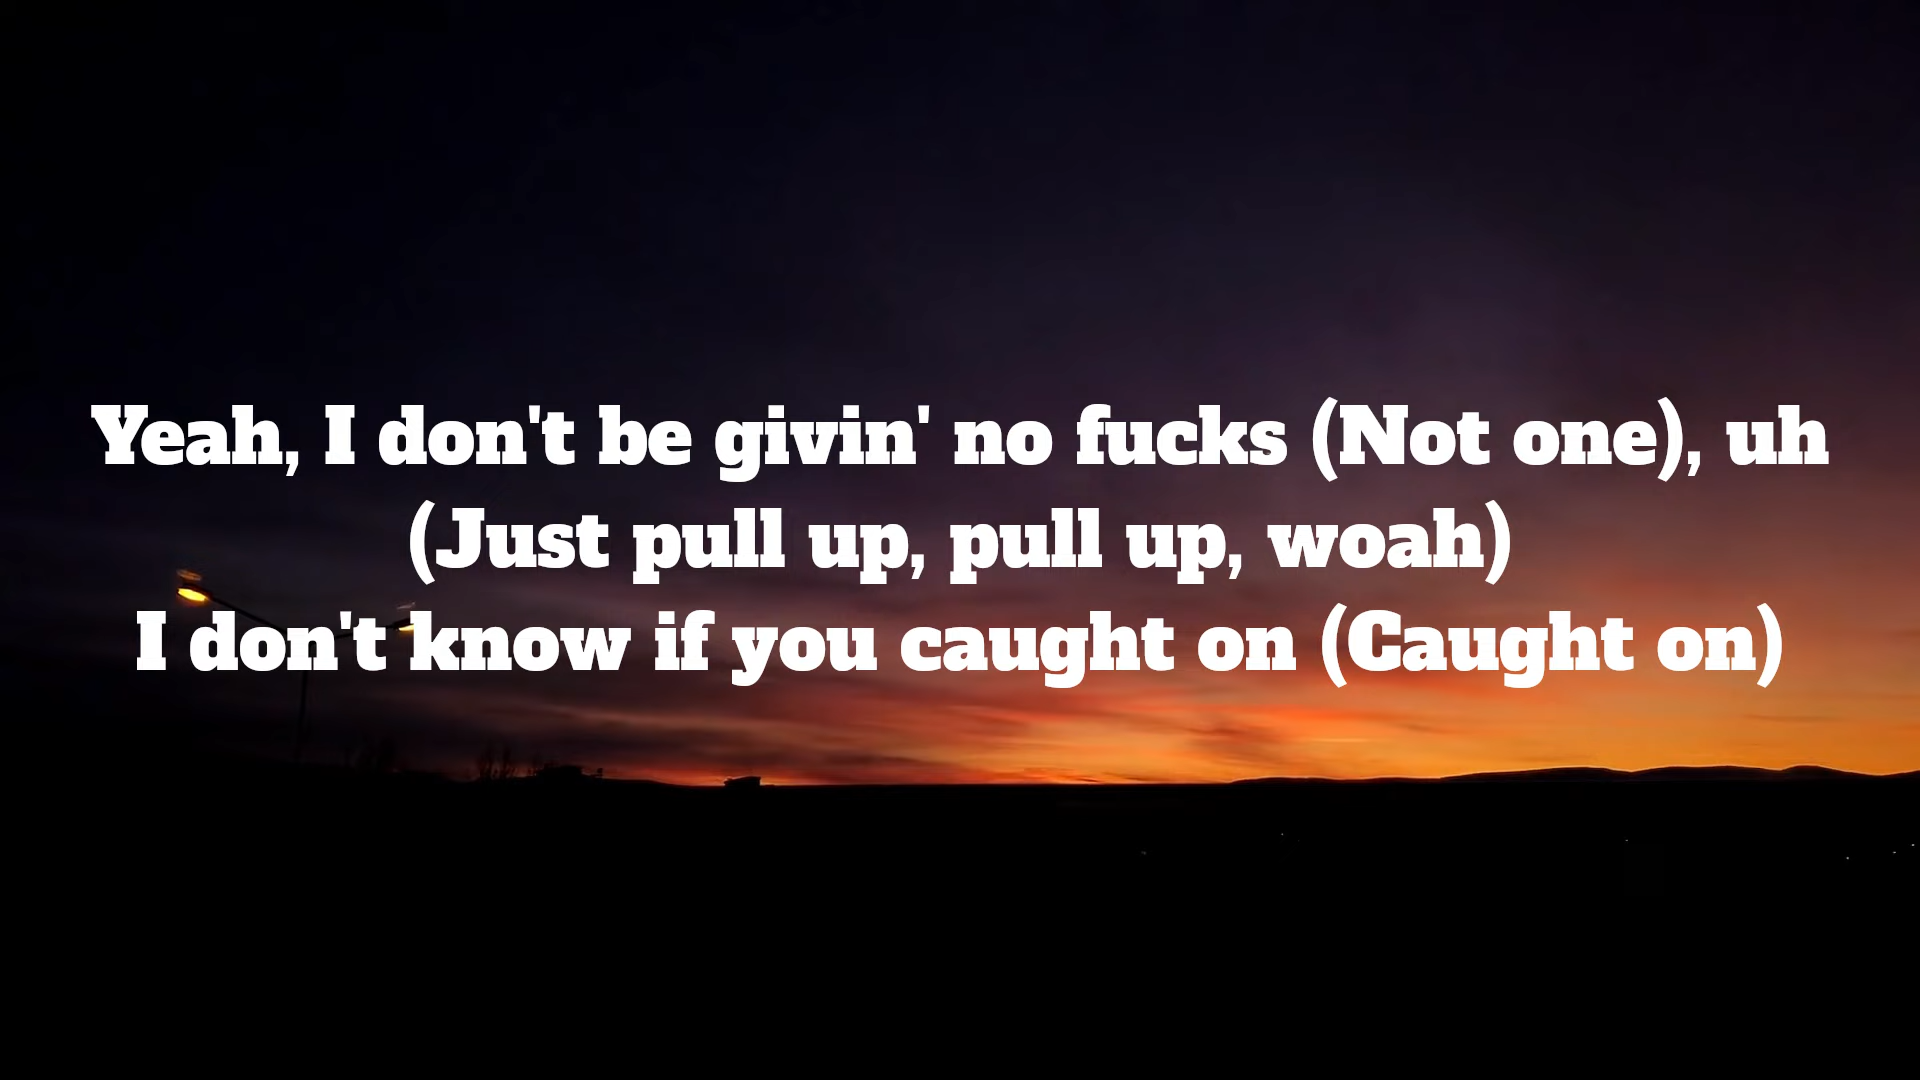 Yeah, I don't be givin' no fucks (Not one), uh
(Just pull up, pull up, woah)
I don't know if you caught on (Caught on)